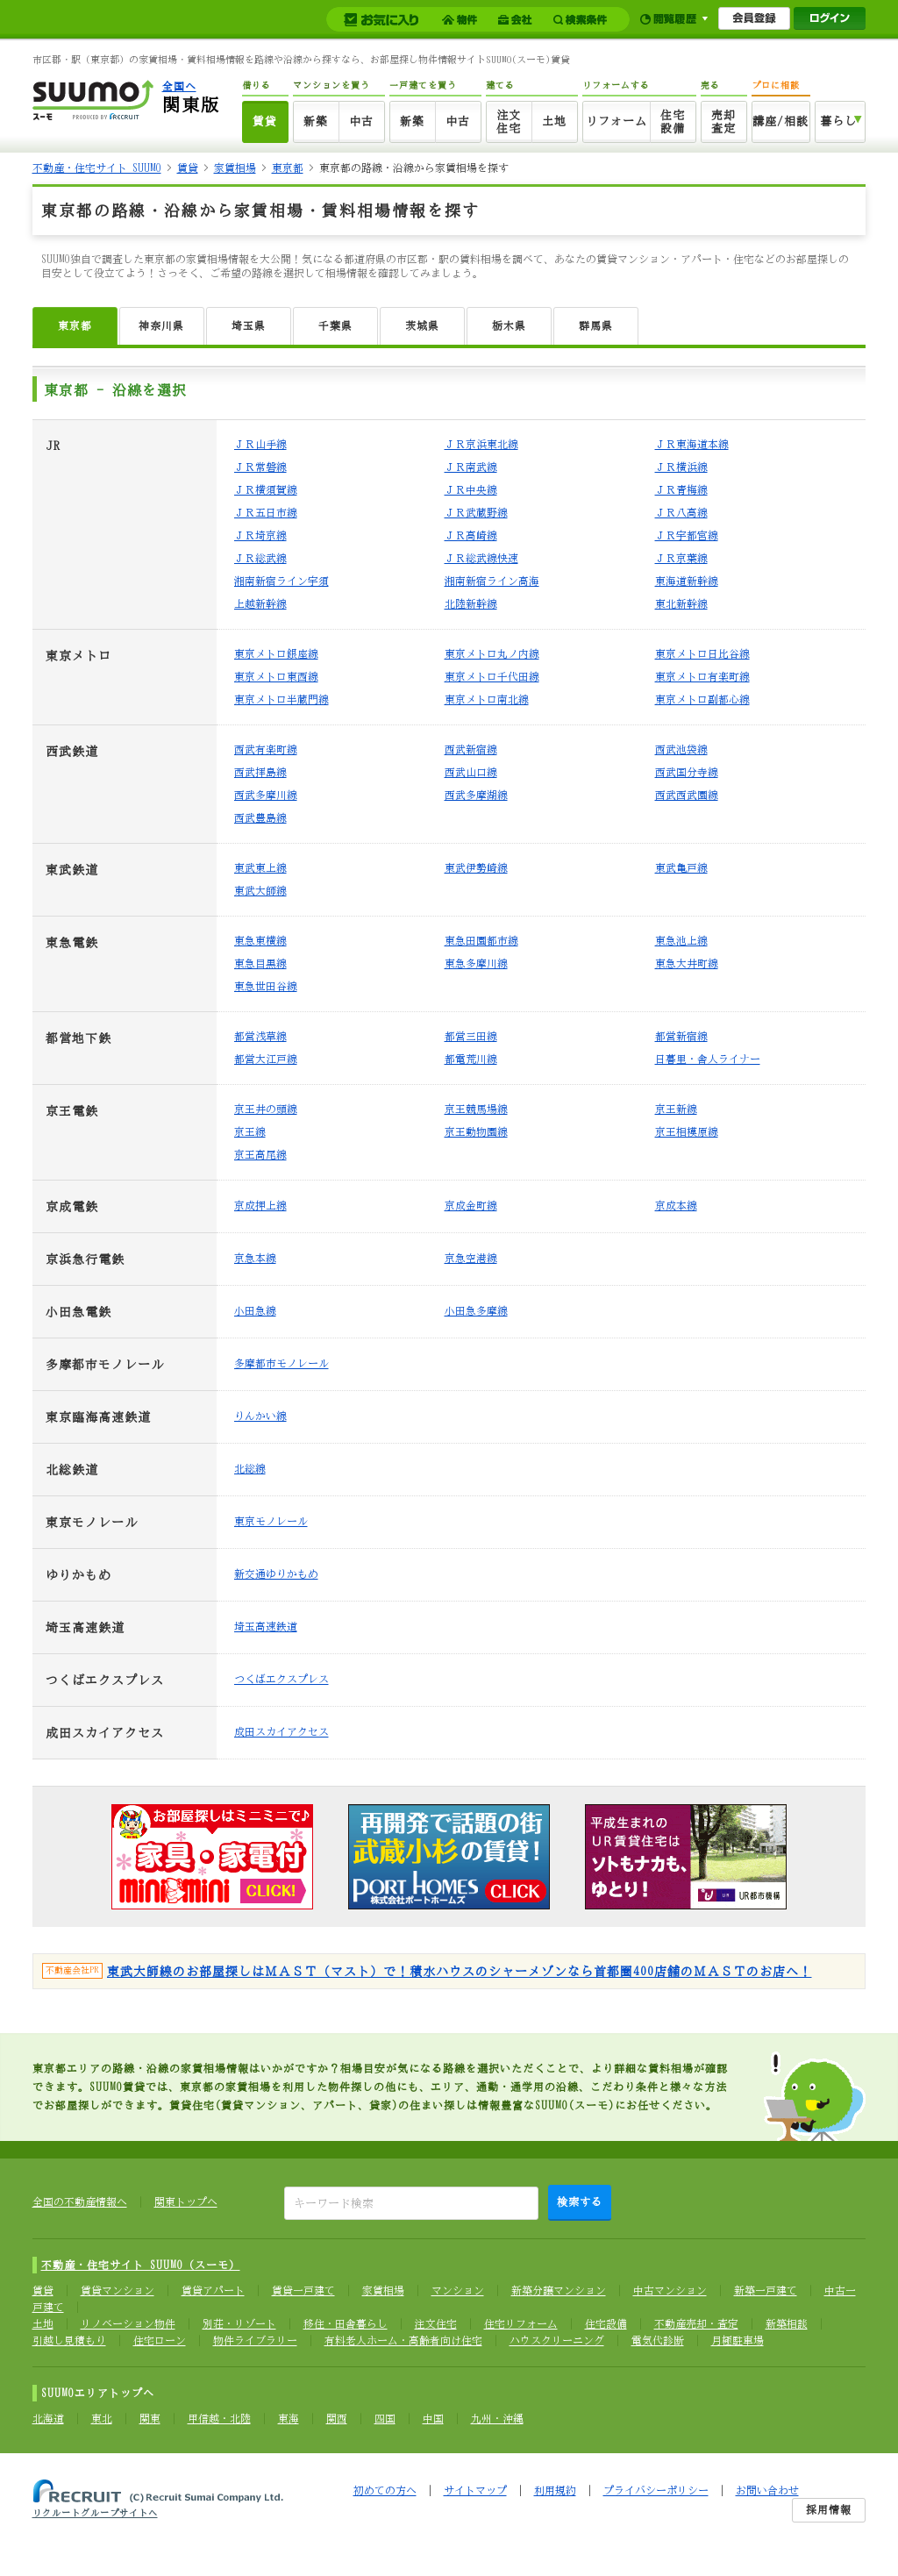 お気に入り 物件 会社 検索条件 閲覧履歴 会員登録 ログイン
市区郡・駅（東京都）の家賃相場・賃料相場情報を路線や沿線から探すなら、お部屋探し物件情報サイトSUUMO(スーモ)賃貸
SUUMO スーモ PRODUCED BY RECRUIT
全国へ
関東版
借りる マンションを買う 一戸建てを買う 建てる リフォームする 売る プロに相談
賃貸 新築 中古 新築 中古 注文住宅 土地 リフォーム 住宅設備 売却査定 講座/相談 暮らし
不動産・住宅サイト SUUMO > 賃貸 > 家賃相場 > 東京都 > 東京都の路線・沿線から家賃相場を探す
東京都の路線・沿線から家賃相場・賃料相場情報を探す
SUUMO独自で調査した東京都の家賃相場情報を大公開！気になる都道府県の市区郡・駅の賃料相場を調べて、あなたの賃貸マンション・アパート・住宅などのお部屋探しの
目安として役立てよう！さっそく、ご希望の路線を選択して相場情報を確認してみましょう。
東京都 神奈川県 埼玉県 千葉県 茨城県 栃木県 群馬県
東京都 − 沿線を選択
JR
ＪＲ山手線 ＪＲ京浜東北線 ＪＲ東海道本線
ＪＲ常磐線 ＪＲ南武線 ＪＲ横浜線
ＪＲ横須賀線 ＪＲ中央線 ＪＲ青梅線
ＪＲ五日市線 ＪＲ武蔵野線 ＪＲ八高線
ＪＲ埼京線 ＪＲ高崎線 ＪＲ宇都宮線
ＪＲ総武線 ＪＲ総武線快速 ＪＲ京葉線
湘南新宿ライン宇須 湘南新宿ライン高海 東海道新幹線
上越新幹線 北陸新幹線 東北新幹線
東京メトロ
東京メトロ銀座線 東京メトロ丸ノ内線 東京メトロ日比谷線
東京メトロ東西線 東京メトロ千代田線 東京メトロ有楽町線
東京メトロ半蔵門線 東京メトロ南北線 東京メトロ副都心線
西武鉄道
西武有楽町線 西武新宿線 西武池袋線
西武拝島線 西武山口線 西武国分寺線
西武多摩川線 西武多摩湖線 西武西武園線
西武豊島線
東武鉄道
東武東上線 東武伊勢崎線 東武亀戸線
東武大師線
東急電鉄
東急東横線 東急田園都市線 東急池上線
東急目黒線 東急多摩川線 東急大井町線
東急世田谷線
都営地下鉄
都営浅草線 都営三田線 都営新宿線
都営大江戸線 都電荒川線 日暮里・舎人ライナー
京王電鉄
京王井の頭線 京王競馬場線 京王新線
京王線 京王動物園線 京王相模原線
京王高尾線
京成電鉄
京成押上線 京成金町線 京成本線
京浜急行電鉄
京急本線 京急空港線
小田急電鉄
小田急線 小田急多摩線
多摩都市モノレール
多摩都市モノレール
東京臨海高速鉄道
りんかい線
北総鉄道
北総線
東京モノレール
東京モノレール
ゆりかもめ
新交通ゆりかもめ
埼玉高速鉄道
埼玉高速鉄道
つくばエクスプレス
つくばエクスプレス
成田スカイアクセス
成田スカイアクセス
お部屋探しはミニミニで♪
家具・家電付
minimini CLICK!
再開発で話題の街
武蔵小杉の賃貸!
PORT HOMES
株式会社ポートホームズ CLICK
平成生まれの
UR賃貸住宅は
ソトもナカも、
ゆとり！
UR都市機構
不動産会社PR 東武大師線のお部屋探しはＭＡＳＴ（マスト）で！積水ハウスのシャーメゾンなら首都圏400店舗のＭＡＳＴのお店へ！
東京都エリアの路線・沿線の家賃相場情報はいかがですか？相場目安が気になる路線を選択いただくことで、より詳細な賃料相場が確認
できます。SUUMO賃貸では、東京都の家賃相場を利用した物件探しの他にも、エリア、通勤・通学用の沿線、こだわり条件と様々な方法
でお部屋探しができます。賃貸住宅(賃貸マンション、アパート、貸家)の住まい探しは情報豊富なSUUMO(スーモ)にお任せください。
全国の不動産情報へ 関東トップへ キーワード検索 検索する
不動産・住宅サイト SUUMO（スーモ）
賃貸 賃貸マンション 賃貸アパート 賃貸一戸建て 家賃相場 マンション 新築分譲マンション 中古マンション 新築一戸建て 中古一
戸建て
土地 リノベーション物件 別荘・リゾート 移住・田舎暮らし 注文住宅 住宅リフォーム 住宅設備 不動産売却・査定 新築相談
引越し見積もり 住宅ローン 物件ライブラリー 有料老人ホーム・高齢者向け住宅 ハウスクリーニング 電気代診断 月極駐車場
SUUMOエリアトップへ
北海道 東北 関東 甲信越・北陸 東海 関西 四国 中国 九州・沖縄
RECRUIT (C)Recruit Sumai Company Ltd.
リクルートグループサイトへ
初めての方へ サイトマップ 利用規約 プライバシーポリシー お問い合わせ
採用情報